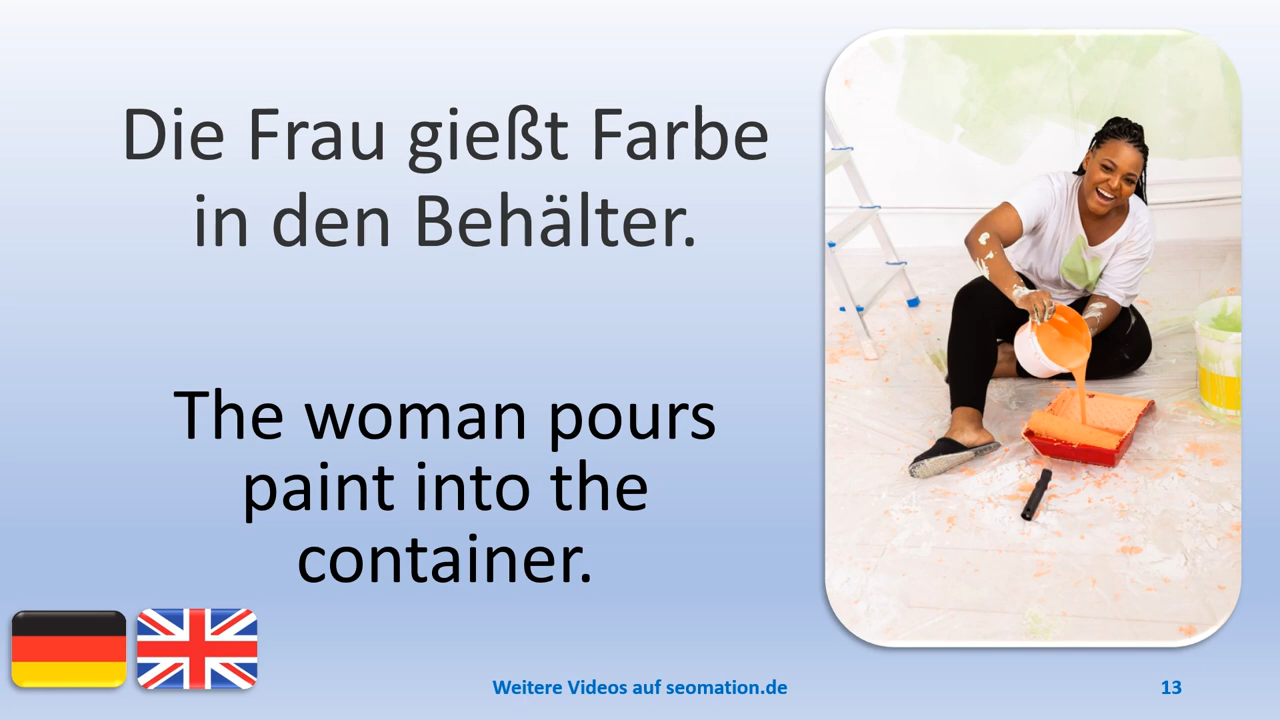 Die Frau gießt Farbe
in den Behälter.
The woman pours
paint into the
container.
Weitere Videos auf seomation.de
13